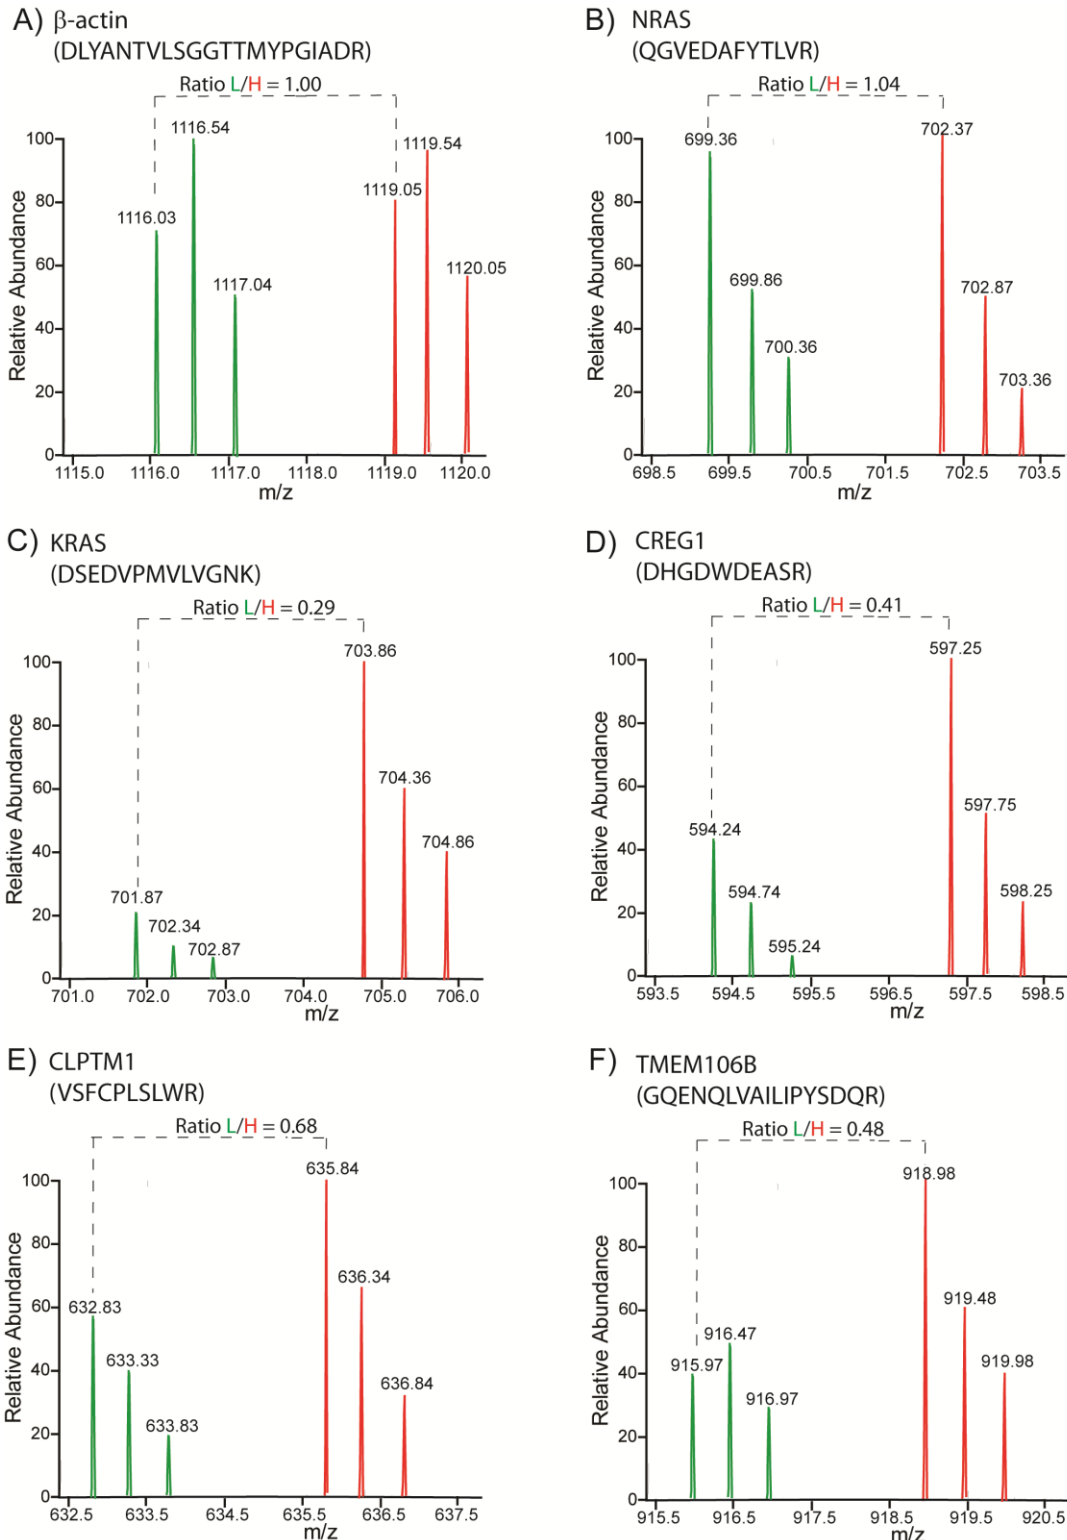 A) β-actin
(DLYANTVLSGGTTMYPGIADR)
Ratio L/H = 1.00
1116.54
1119.54
1119.05
1116.03
1120.05
1117.04
Relative Abundance
100
80
60
40
20
0
1115.0 1116.0 1117.0 1118.0 1119.0 1120.0
m/z
B) NRAS
(QGVEDAFYTLVR)
Ratio L/H = 1.04
702.37
699.36
699.86
702.87
700.36
703.36
Relative Abundance
100
80
60
40
20
0
698.5 699.5 700.5 701.5 702.5 703.5
m/z
C) KRAS
(DSEDVPMVLVGNK)
Ratio L/H = 0.29
703.86
704.36
704.86
701.87
702.34
702.87
Relative Abundance
100
80
60
40
20
0
701.0 702.0 703.0 704.0 705.0 706.0
m/z
D) CREG1
(DHGDWDEASR)
Ratio L/H = 0.41
597.25
597.75
594.24
594.74
598.25
595.24
Relative Abundance
100
80
60
40
20
0
593.5 594.5 595.5 596.5 597.5 598.5
m/z
E) CLPTM1
(VSFCPLSLWR)
Ratio L/H = 0.68
635.84
636.34
632.83
633.33
636.84
633.83
Relative Abundance
100
80
60
40
20
0
632.5 633.5 634.5 635.5 636.5 637.5
m/z
F) TMEM106B
(GQENQLVAILIPYSDQR)
Ratio L/H = 0.48
918.98
919.48
916.47
915.97
919.98
916.97
Relative Abundance
100
80
60
40
20
0
915.5 916.5 917.5 918.5 919.5 920.5
m/z